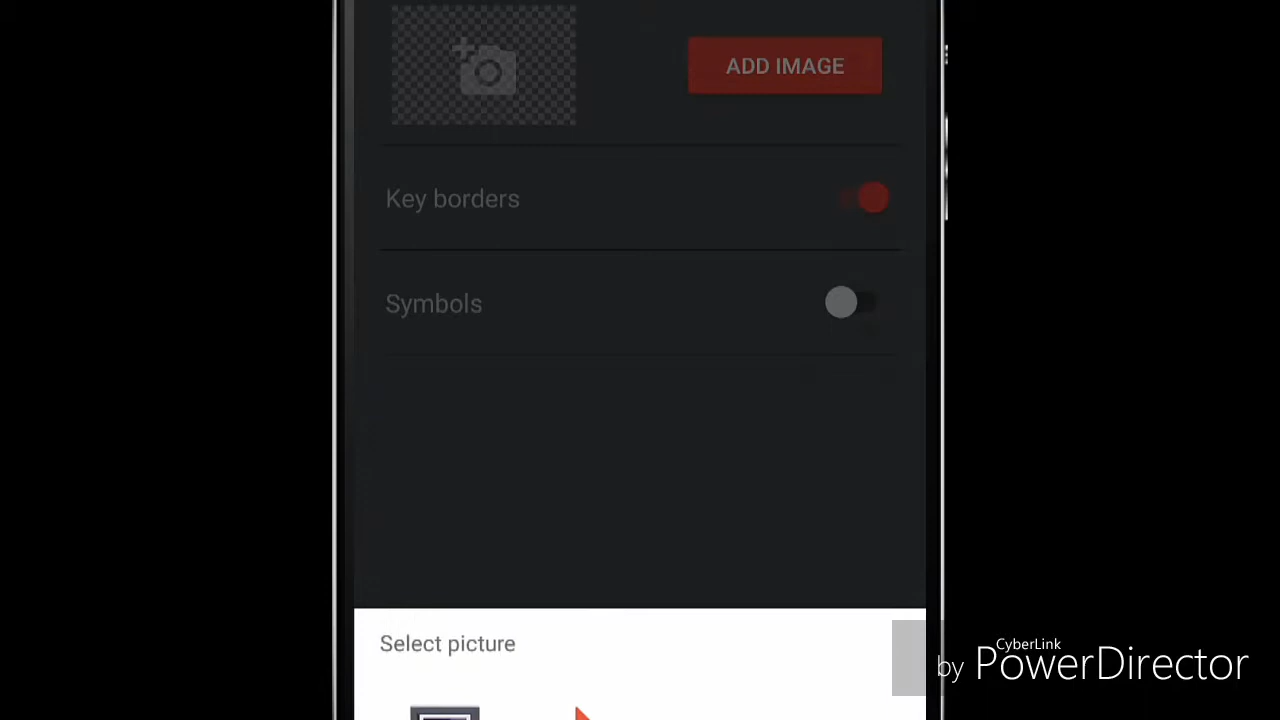 ADD IMAGE
Key borders
Symbols
Select picture
CyberLink
by PowerDirector